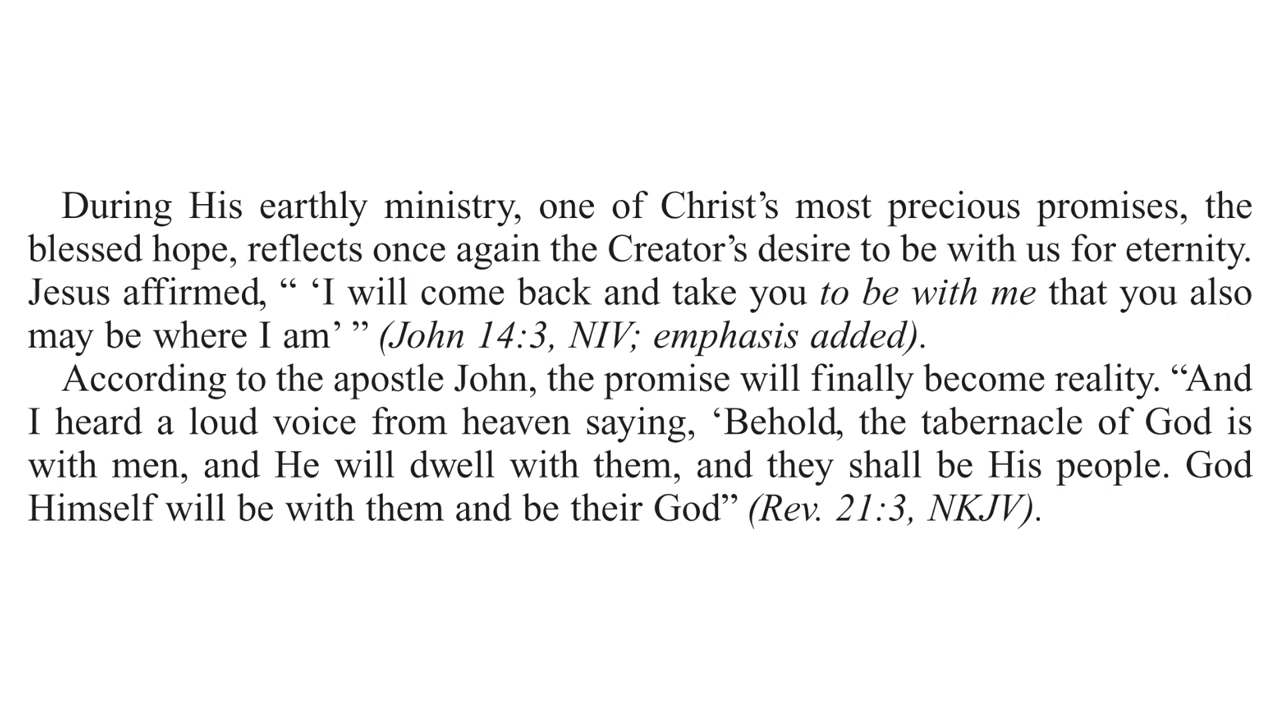 During His earthly ministry, one of Christ’s most precious promises, the
blessed hope, reflects once again the Creator’s desire to be with us for eternity.
Jesus affirmed, “ ‘I will come back and take you to be with me that you also
may be where I am’ ” (John 14:3, NIV; emphasis added).
According to the apostle John, the promise will finally become reality. “And
I heard a loud voice from heaven saying, ‘Behold, the tabernacle of God is
with men, and He will dwell with them, and they shall be His people. God
Himself will be with them and be their God” (Rev. 21:3, NKJV).